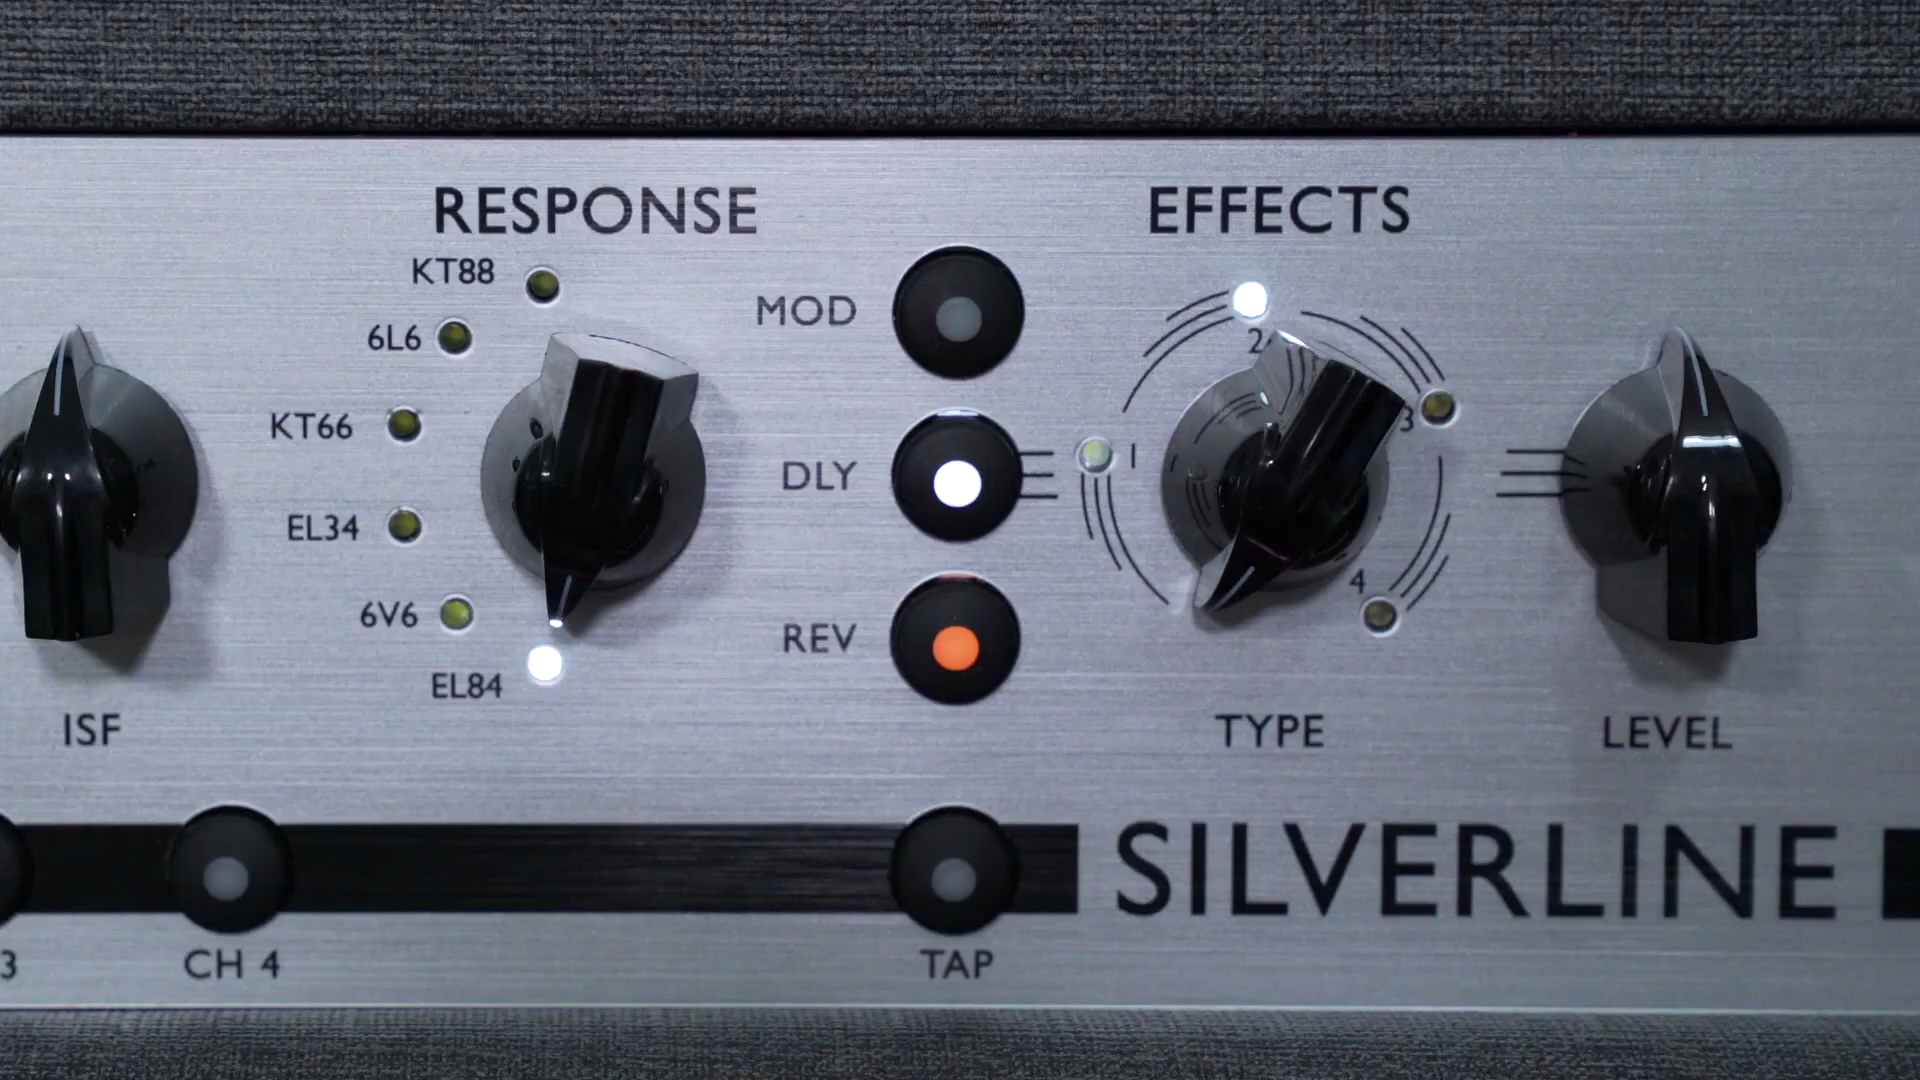 RESPONSE
EFFECTS
KT88
6L6
MOD
2
KT66
3
DLY
1
EL34
4
6V6
REV
EL84
ISF
TYPE
LEVEL
SILVERLINE
3
CH 4
TAP